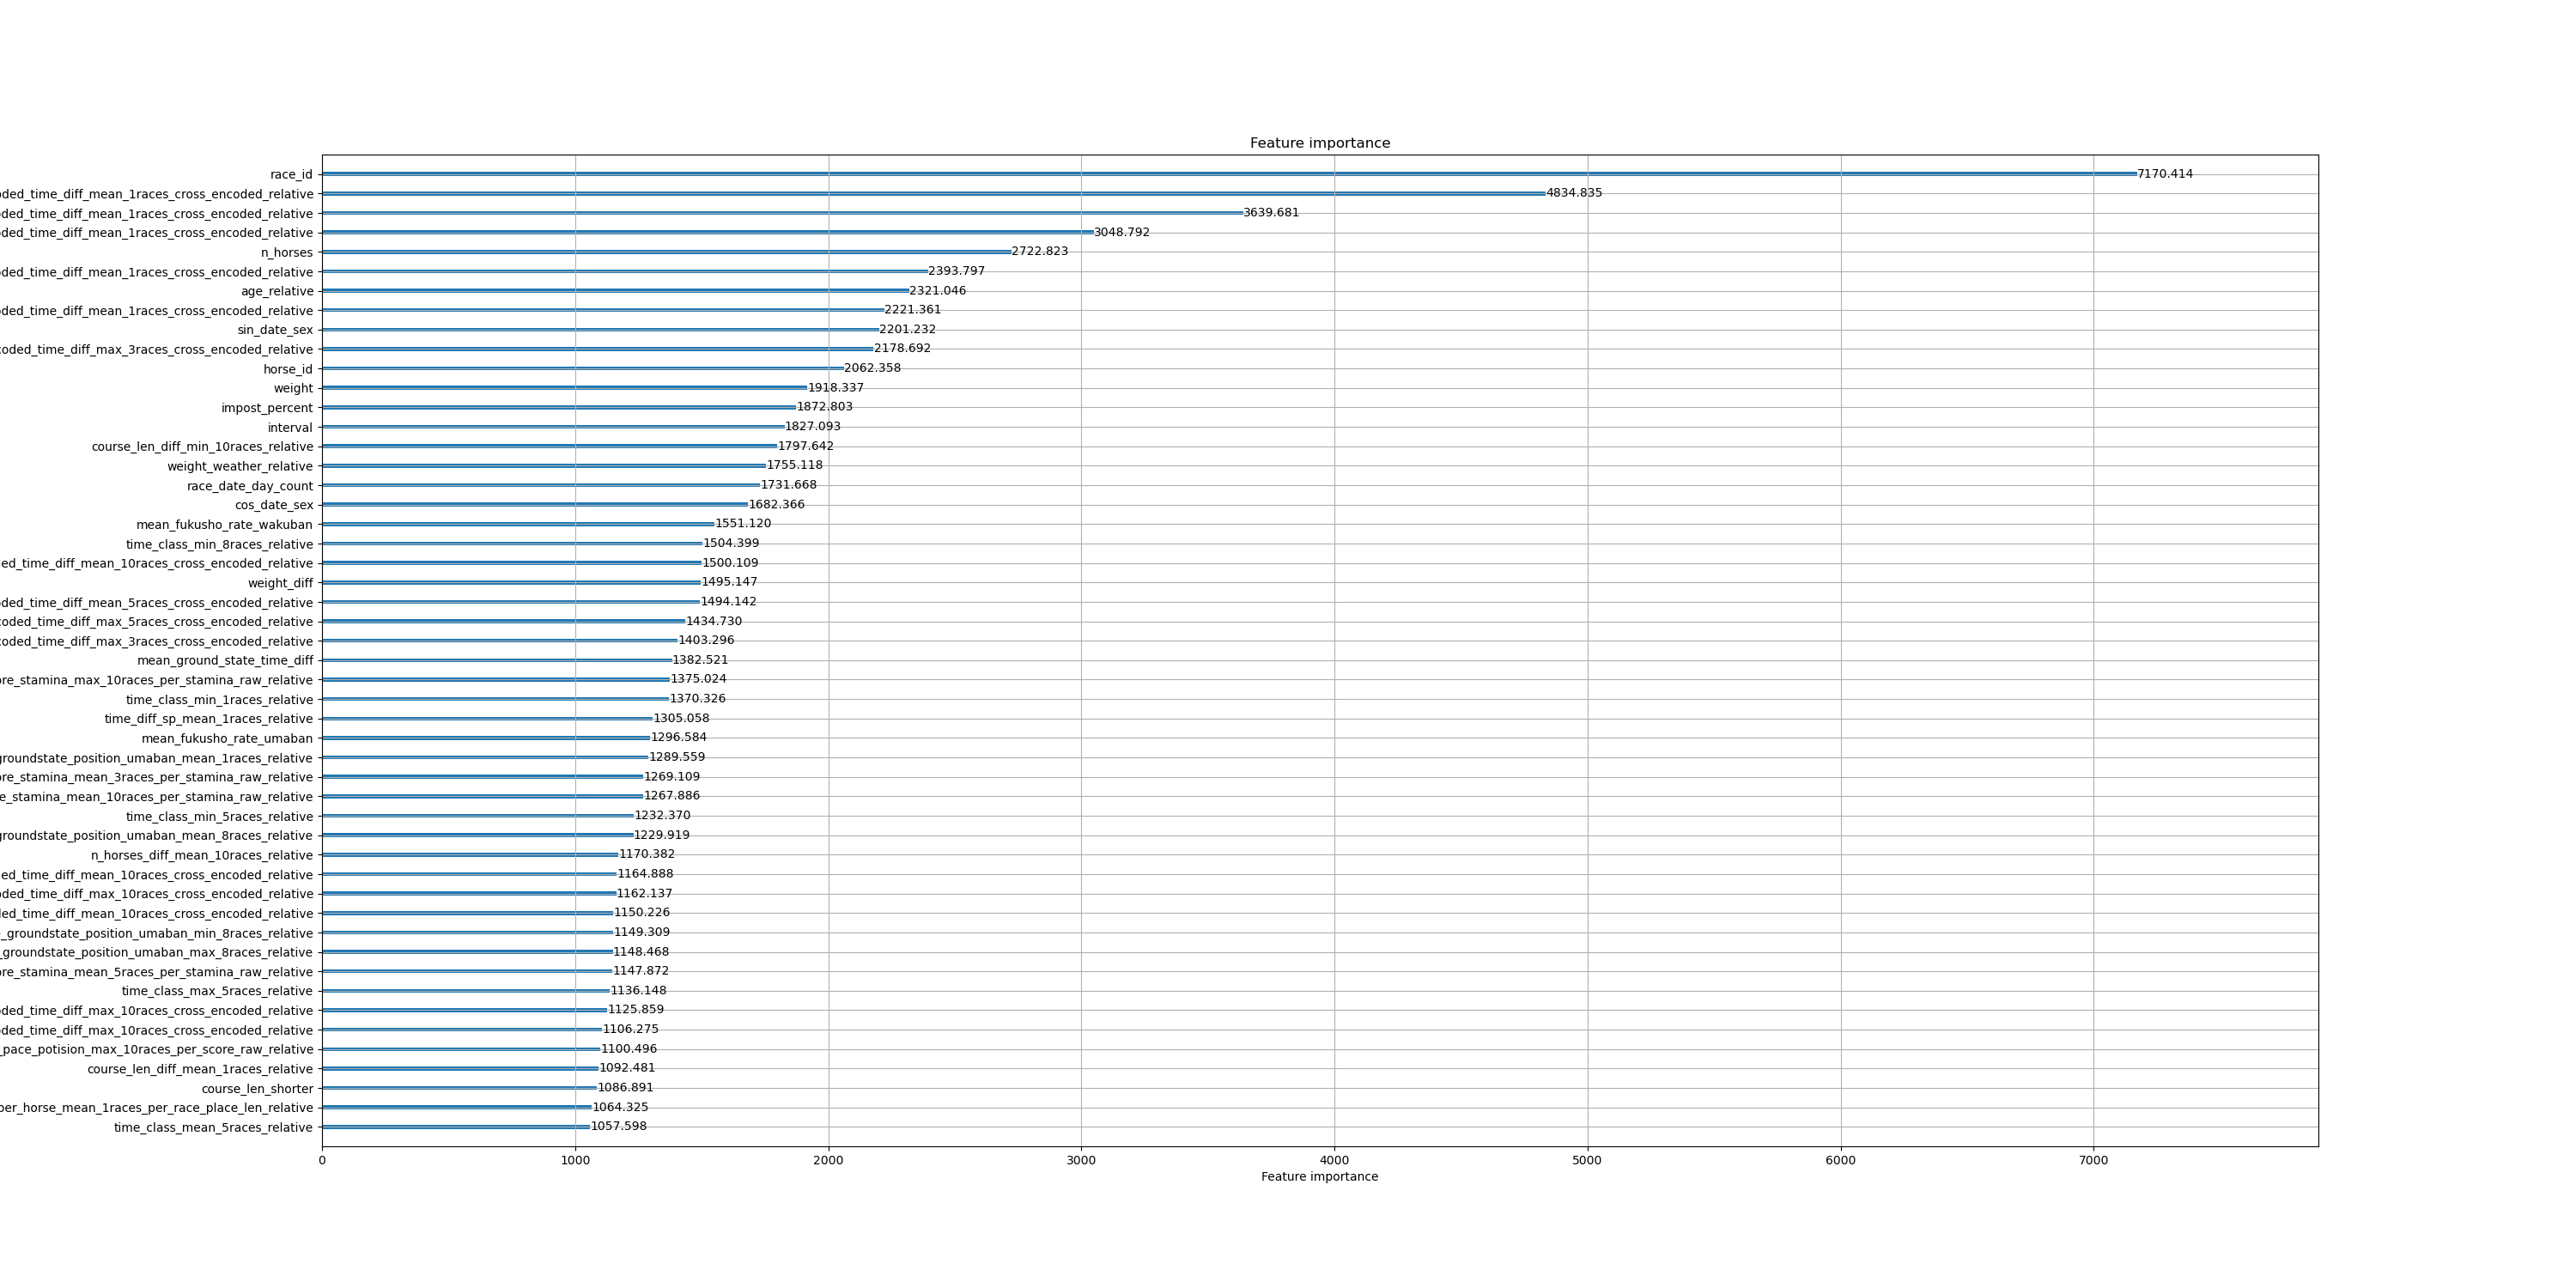 Feature importance
race_id 7170.414
oded_time_diff_mean_1races_cross_encoded_relative 4834.835
ded_time_diff_mean_1races_cross_encoded_relative 3639.681
ded_time_diff_mean_1races_cross_encoded_relative 3048.792
n_horses 2722.823
ded_time_diff_mean_1races_cross_encoded_relative 2393.797
age_relative 2321.046
ded_time_diff_mean_1races_cross_encoded_relative 2221.361
sin_date_sex 2201.232
coded_time_diff_max_3races_cross_encoded_relative 2178.692
horse_id 2062.358
weight 1918.337
impost_percent 1872.803
interval 1827.093
course_len_diff_min_10races_relative 1797.642
weight_weather_relative 1755.118
race_date_day_count 1731.668
cos_date_sex 1682.366
mean_fukusho_rate_wakuban 1551.120
time_class_min_8races_relative 1504.399
ed_time_diff_mean_10races_cross_encoded_relative 1500.109
weight_diff 1495.147
ded_time_diff_mean_5races_cross_encoded_relative 1494.142
oded_time_diff_max_5races_cross_encoded_relative 1434.730
coded_time_diff_max_3races_cross_encoded_relative 1403.296
mean_ground_state_time_diff 1382.521
ore_stamina_max_10races_per_stamina_raw_relative 1375.024
time_class_min_1races_relative 1370.326
time_diff_sp_mean_1races_relative 1305.058
mean_fukusho_rate_umaban 1296.584
groundstate_position_umaban_mean_1races_relative 1289.559
ore_stamina_mean_3races_per_stamina_raw_relative 1269.109
e_stamina_mean_10races_per_stamina_raw_relative 1267.886
time_class_min_5races_relative 1232.370
groundstate_position_umaban_mean_8races_relative 1229.919
n_horses_diff_mean_10races_relative 1170.382
ed_time_diff_mean_10races_cross_encoded_relative 1164.888
ded_time_diff_max_10races_cross_encoded_relative 1162.137
ed_time_diff_mean_10races_cross_encoded_relative 1150.226
_groundstate_position_umaban_min_8races_relative 1149.309
_groundstate_position_umaban_max_8races_relative 1148.468
ore_stamina_mean_5races_per_stamina_raw_relative 1147.872
time_class_max_5races_relative 1136.148
ded_time_diff_max_10races_cross_encoded_relative 1125.859
ded_time_diff_max_10races_cross_encoded_relative 1106.275
_pace_potision_max_10races_per_score_raw_relative 1100.496
course_len_diff_mean_1races_relative 1092.481
course_len_shorter 1086.891
per_horse_mean_1races_per_race_place_len_relative 1064.325
time_class_mean_5races_relative 1057.598
0 1000 2000 3000 4000 5000 6000 7000
Feature importance